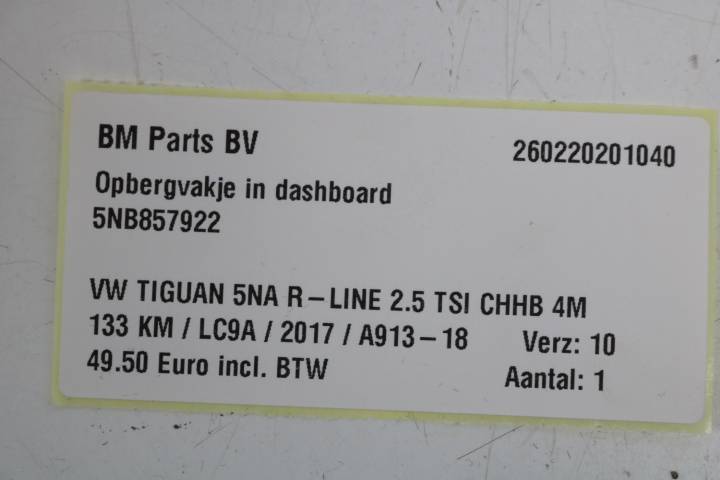 BM Parts BV 260220201040
Opbergvakje in dashboard
5NB857922
VW TIGUAN 5NA R-LINE 2.5 TSI CHHB 4M
133 KM / LC9A / 2017 / A913-18 Verz: 10
49.50 Euro incl. BTW Aantal: 1